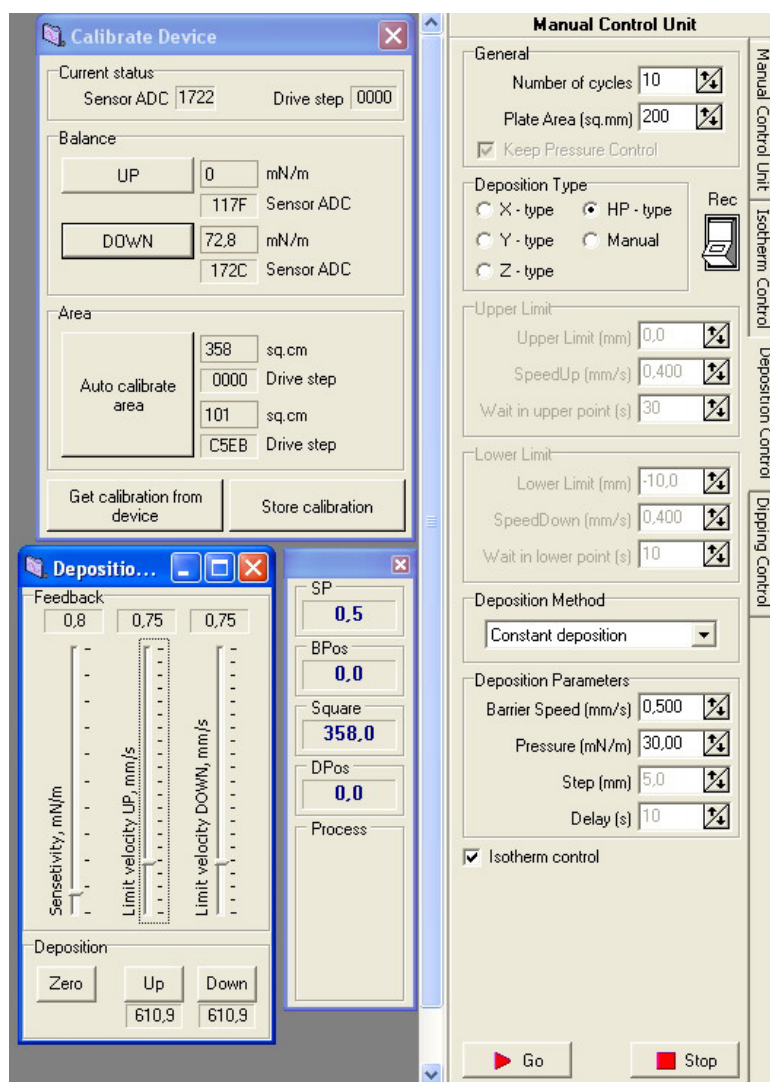 Calibrate Device
Current status
Sensor ADC 1722 Drive step 0000
Balance
UP 0 mN/m
117F Sensor ADC
DOWN 72,8 mN/m
172C Sensor ADC
Area
358 sq.cm
0000 Drive step
Auto calibrate area
101 sq.cm
C5EB Drive step
Get calibration from device
Store calibration
Depositio...
Feedback
0,8 0,75 0,75
Sensetivity, mN/m
Limit velocity UP, mm/s
Limit velocity DOWN, mm/s
Deposition
Zero Up Down
610,9 610,9
SP
0,5
BPos
0,0
Square
358,0
DPos
0,0
Process
Manual Control Unit
General
Number of cycles 10
Plate Area (sq.mm) 200
Keep Pressure Control
Deposition Type
X - type HP - type
Y - type Manual
Z - type
Rec
Upper Limit
Upper Limit (mm) 0,0
SpeedUp (mm/s) 0,400
Wait in upper point (s) 30
Lower Limit
Lower Limit (mm) -10,0
SpeedDown (mm/s) 0,400
Wait in lower point (s) 10
Deposition Method
Constant deposition
Deposition Parameters
Barrier Speed (mm/s) 0,500
Pressure (mN/m) 30,00
Step (mm) 5,0
Delay (s) 10
Isotherm control
Go Stop
Manual Control Unit
Isotherm Control
Deposition Control
Dipping Control